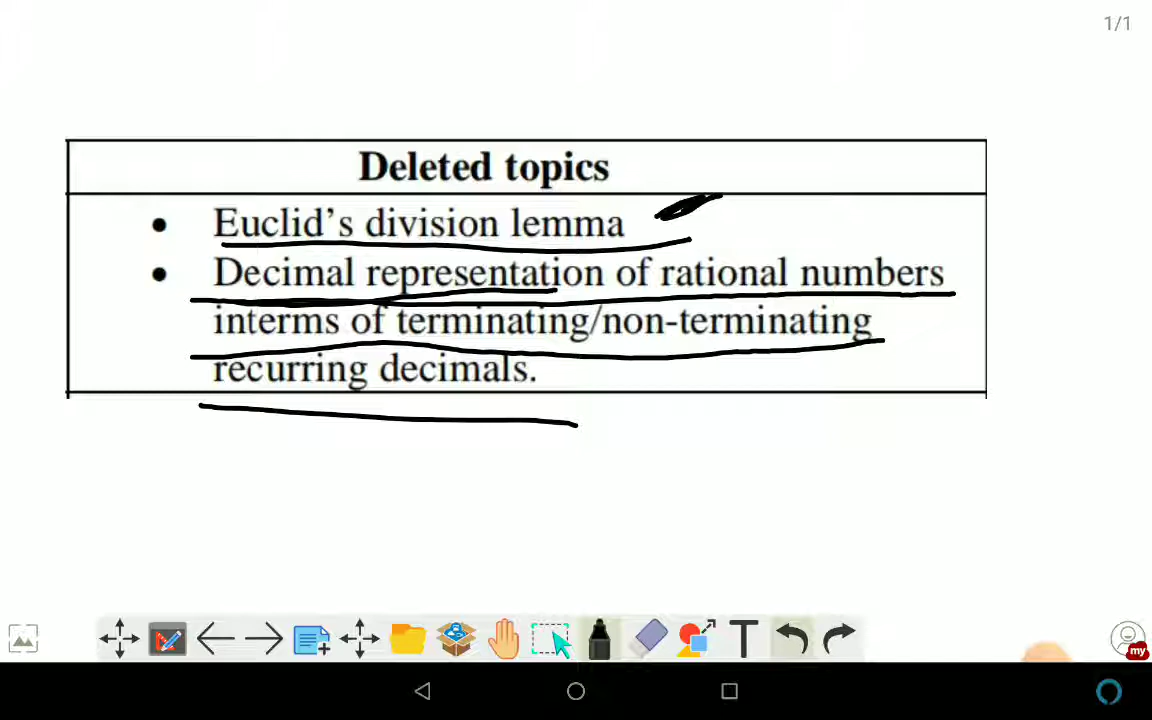 1/1
Deleted topics
• Euclid's division lemma
• Decimal representation of rational numbers
interms of terminating/non-terminating
recurring decimals.
T
my